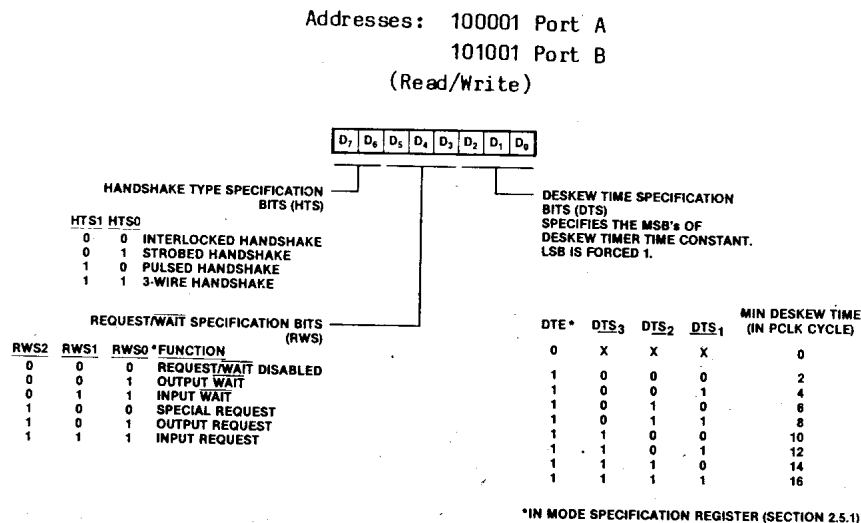 Addresses: 100001 Port A
101001 Port B
(Read/Write)
D7 D6 D5 D4 D3 D2 D1 D0
HANDSHAKE TYPE SPECIFICATION
BITS (HTS)
HTS1 HTS0
0 0 INTERLOCKED HANDSHAKE
0 1 STROBED HANDSHAKE
1 0 PULSED HANDSHAKE
1 1 3-WIRE HANDSHAKE
REQUEST/WAIT SPECIFICATION BITS
(RWS)
RWS2 RWS1 RWS0 *FUNCTION
0 0 0 REQUEST/WAIT DISABLED
0 0 1 OUTPUT WAIT
0 1 1 INPUT WAIT
1 0 0 SPECIAL REQUEST
1 0 1 OUTPUT REQUEST
1 1 1 INPUT REQUEST
DESKEW TIME SPECIFICATION
BITS (DTS)
SPECIFIES THE MSB's OF
DESKEW TIMER TIME CONSTANT.
LSB IS FORCED 1.
MIN DESKEW TIME
DTE* DTS3 DTS2 DTS1 (IN PCLK CYCLE)
0 X X X 0
1 0 0 0 2
1 0 0 1 4
1 0 1 0 6
1 0 1 1 8
1 1 0 0 10
1 1 0 1 12
1 1 1 0 14
1 1 1 1 16
*IN MODE SPECIFICATION REGISTER (SECTION 2.5.1)